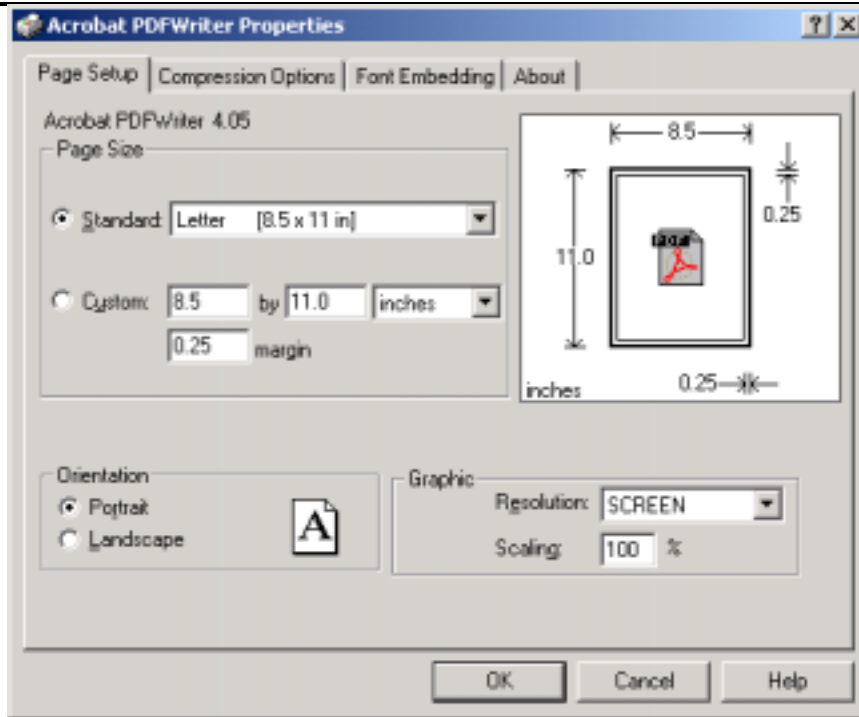 Acrobat PDFWriter Properties
Page Setup Compression Options Font Embedding About
Acrobat PDFWriter 4.05
Page Size
Standard: Letter [8.5 x 11 in]
Custom: 8.5 by 11.0 inches
0.25 margin
8.5
0.25
11.0
0.25
inches
Orientation
Portrait
Landscape
A
Graphic
Resolution: SCREEN
Scaling: 100 %
OK Cancel Help